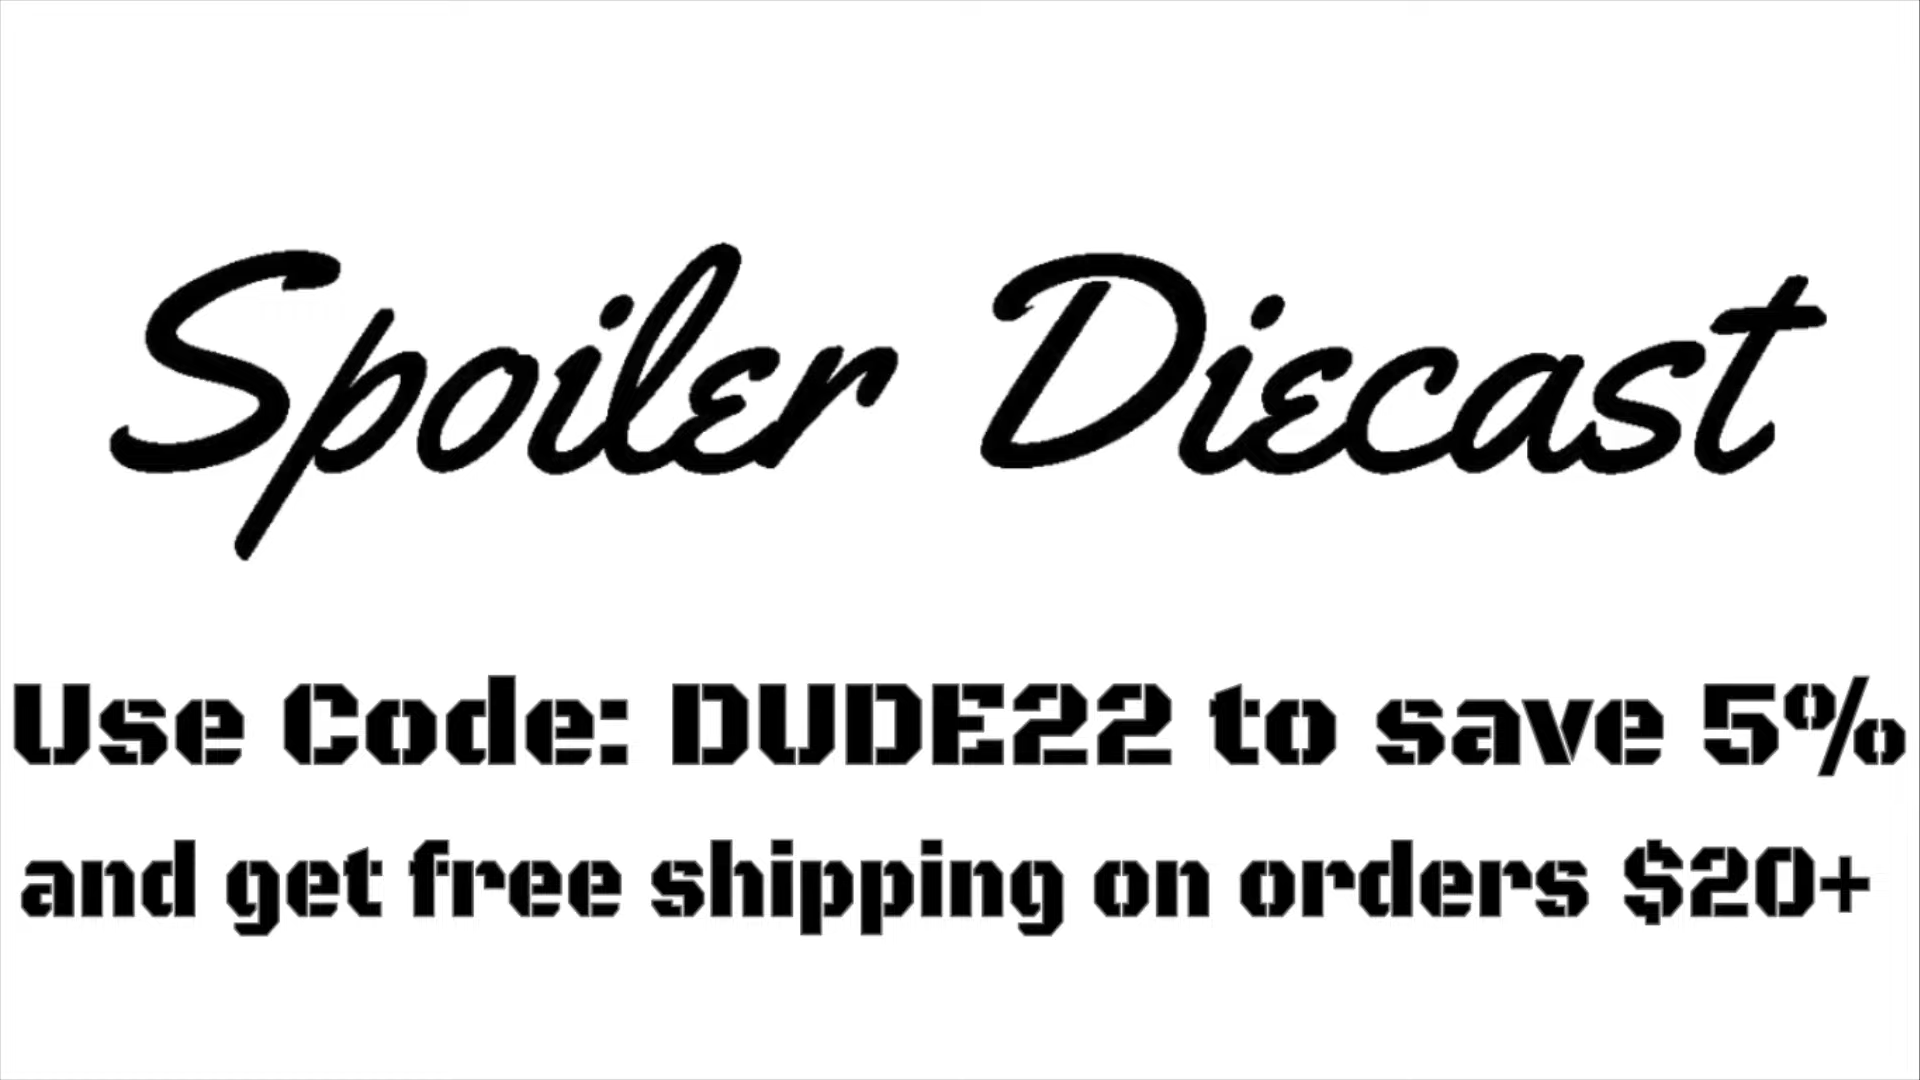 Spoiler Diecast
Use Code: DUDE22 to save 5%
and get free shipping on orders $20+